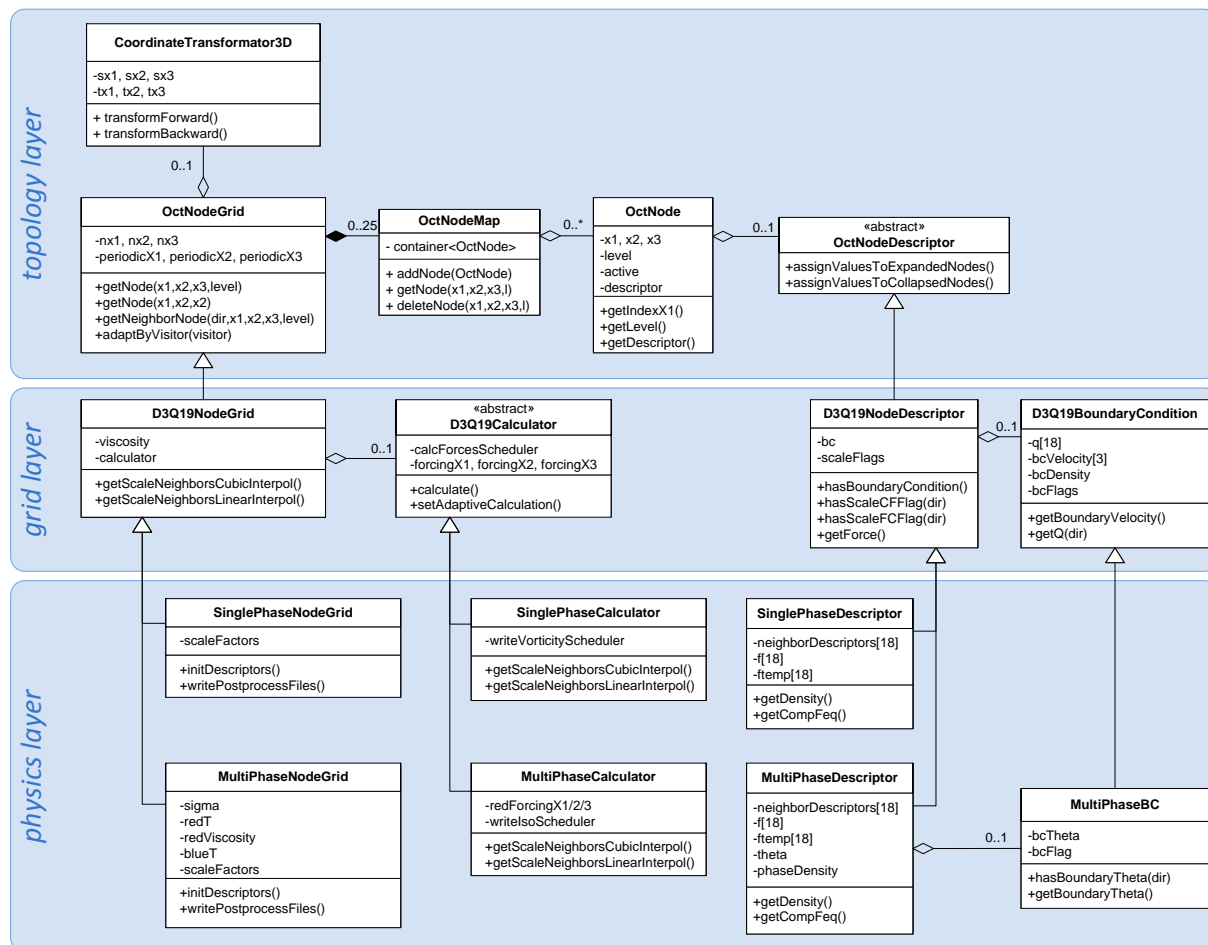 topology layer
CoordinateTransformator3D
-sx1, sx2, sx3
-tx1, tx2, tx3
+ transformForward()
+ transformBackward()
0..1
OctNodeGrid
-nx1, nx2, nx3
-periodicX1, periodicX2, periodicX3
+getNode(x1,x2,x3,level)
+getNode(x1,x2,x2)
+getNeighborNode(dir,x1,x2,x3,level)
+adaptByVisitor(visitor)
0..25
OctNodeMap
- container<OctNode>
+ addNode(OctNode)
+ getNode(x1,x2,x3,l)
+ deleteNode(x1,x2,x3,l)
0..*
OctNode
-x1, x2, x3
-level
-active
-descriptor
+getIndexX1()
+getLevel()
+getDescriptor()
0..1
«abstract»
OctNodeDescriptor
+assignValuesToExpandedNodes()
+assignValuesToCollapsedNodes()
grid layer
D3Q19NodeGrid
-viscosity
-calculator
+getScaleNeighborsCubicInterpol()
+getScaleNeighborsLinearInterpol()
0..1
«abstract»
D3Q19Calculator
-calcForcesScheduler
-forcingX1, forcingX2, forcingX3
+calculate()
+setAdaptiveCalculation()
D3Q19NodeDescriptor
-bc
-scaleFlags
+hasBoundaryCondition()
+hasScaleCFFlag(dir)
+hasScaleFCFlag(dir)
+getForce()
0..1
D3Q19BoundaryCondition
-q[18]
-bcVelocity[3]
-bcDensity
-bcFlags
+getBoundaryVelocity()
+getQ(dir)
physics layer
SinglePhaseNodeGrid
-scaleFactors
+initDescriptors()
+writePostprocessFiles()
SinglePhaseCalculator
-writeVorticityScheduler
+getScaleNeighborsCubicInterpol()
+getScaleNeighborsLinearInterpol()
SinglePhaseDescriptor
-neighborDescriptors[18]
-f[18]
-ftemp[18]
+getDensity()
+getCompFeq()
MultiPhaseNodeGrid
-sigma
-redT
-redViscosity
-blueT
-scaleFactors
+initDescriptors()
+writePostprocessFiles()
MultiPhaseCalculator
-redForcingX1/2/3
-writeIsoScheduler
+getScaleNeighborsCubicInterpol()
+getScaleNeighborsLinearInterpol()
MultiPhaseDescriptor
-neighborDescriptors[18]
-f[18]
-ftemp[18]
-theta
-phaseDensity
+getDensity()
+getCompFeq()
0..1
MultiPhaseBC
-bcTheta
-bcFlag
+hasBoundaryTheta(dir)
+getBoundaryTheta()